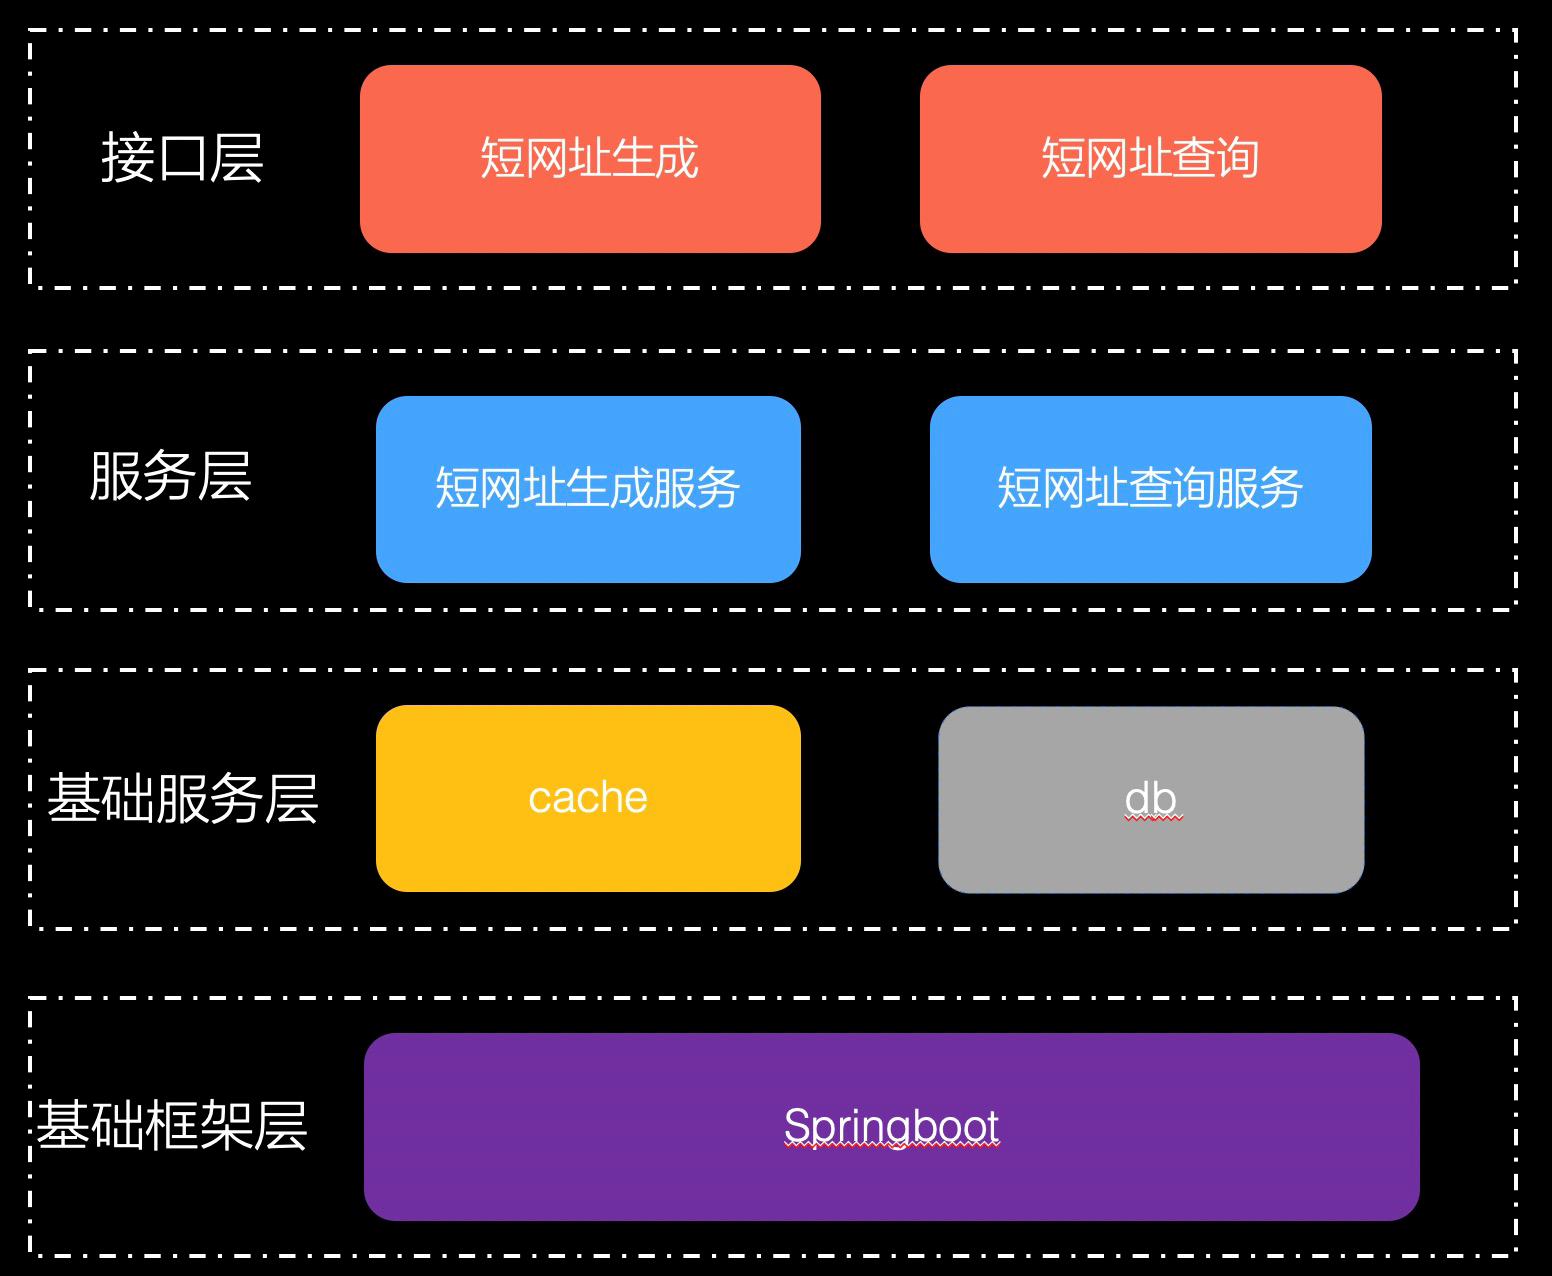 接口层
短网址生成
短网址查询
服务层
短网址生成服务
短网址查询服务
基础服务层
cache
db
基础框架层
Springboot